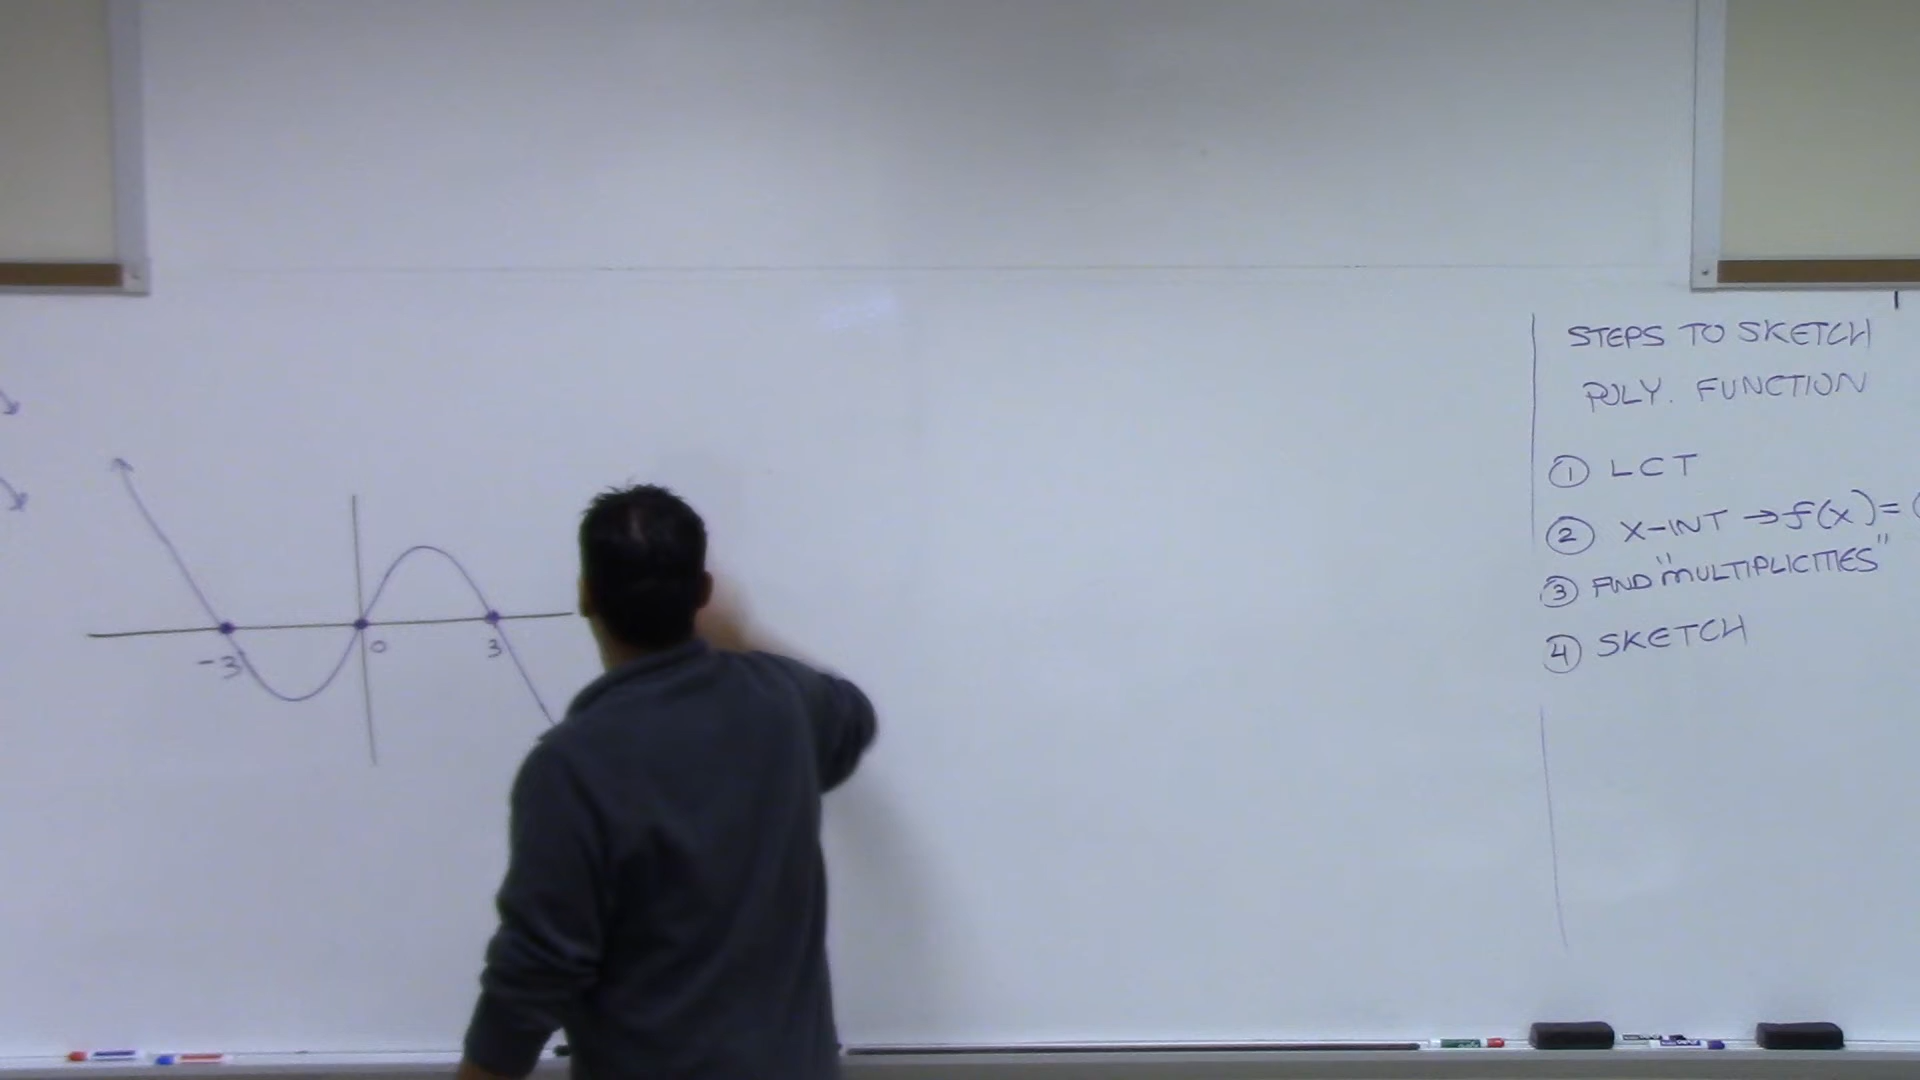 -3
0
3
STEPS TO SKETCH
POLY. FUNCTION
① LCT
② X-INT → f(x) =
③ FIND "MULTIPLICITIES"
④ SKETCH